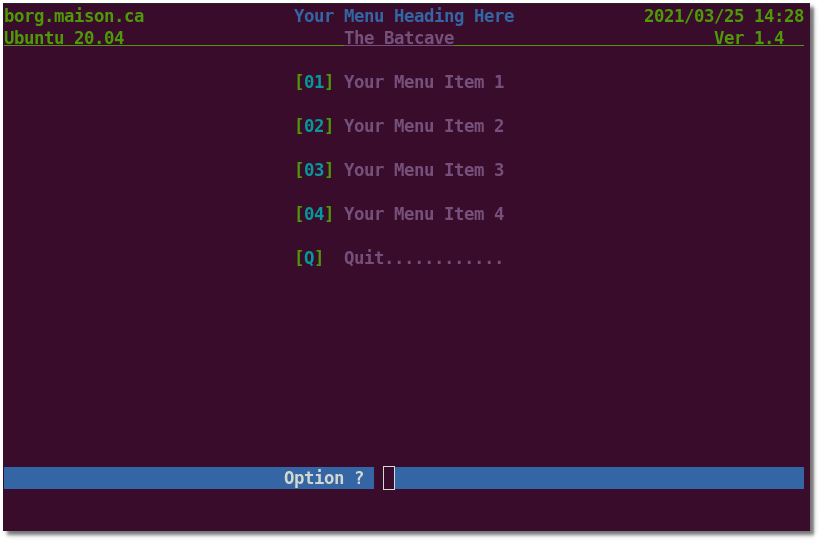 borg.maison.ca Your Menu Heading Here 2021/03/25 14:28
Ubuntu 20.04 The Batcave Ver 1.4
[01] Your Menu Item 1
[02] Your Menu Item 2
[03] Your Menu Item 3
[04] Your Menu Item 4
[Q] Quit............
Option ?